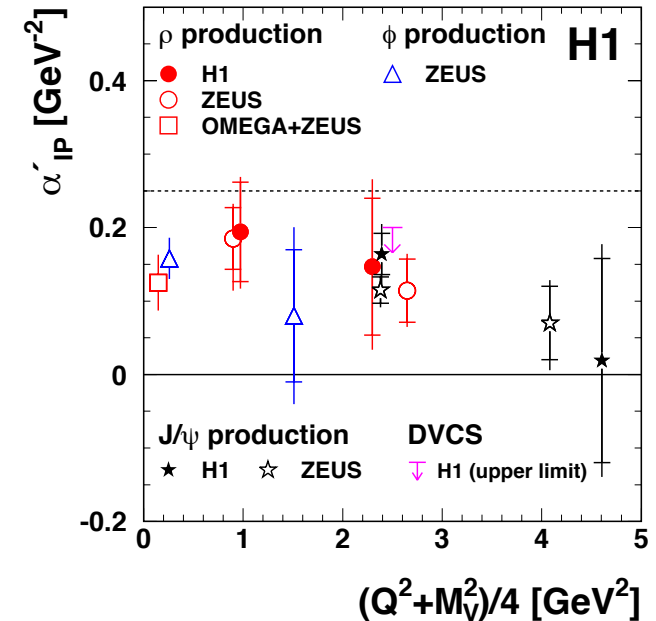 H1
ρ production
H1
ZEUS
OMEGA+ZEUS
φ production
ZEUS
α′IP [GeV-2]
0.4
0.2
0
-0.2
J/ψ production
H1
ZEUS
DVCS
H1 (upper limit)
0 1 2 3 4 5
(Q²+M²V)/4 [GeV²]